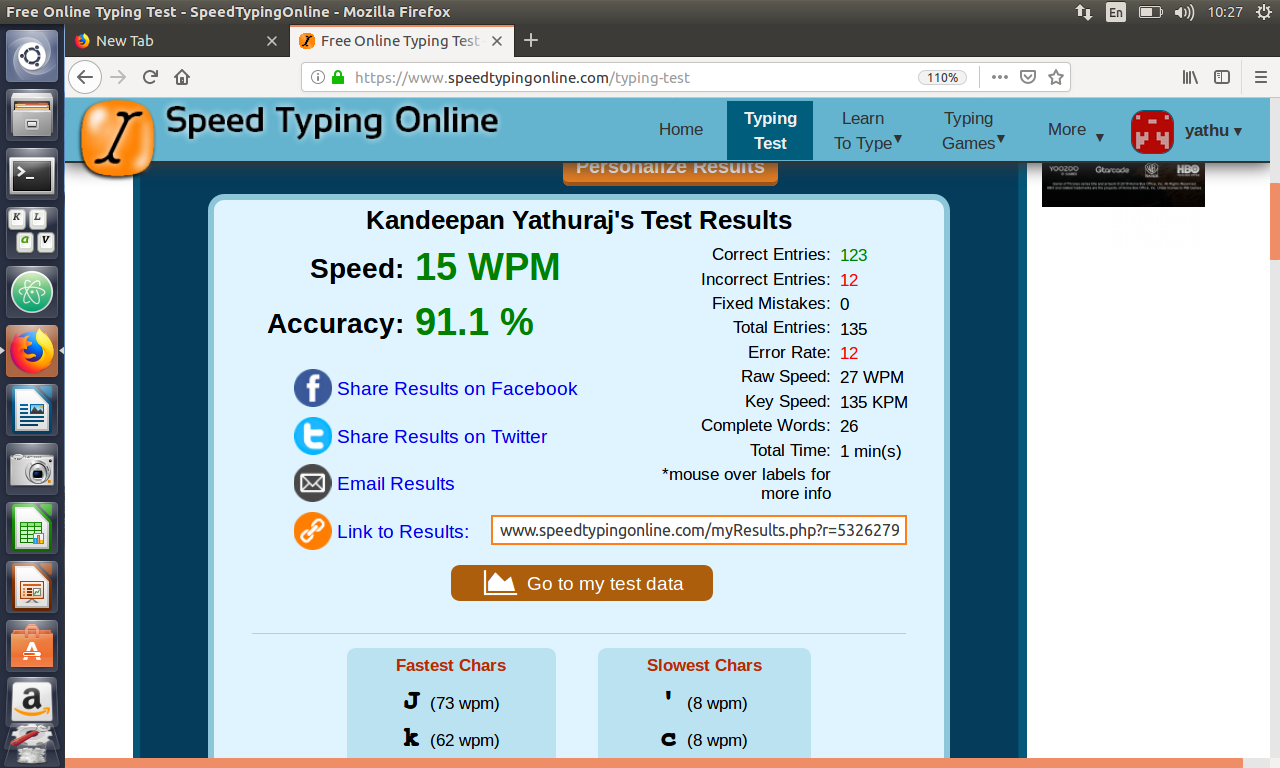 Free Online Typing Test - SpeedTypingOnline - Mozilla Firefox
En
10:27
New Tab
Free Online Typing Test
https://www.speedtypingonline.com/typing-test
110%
Speed Typing Online
Home
Typing
Test
Learn
To Type
Typing
Games
More
yathu
Personalize Results
YOOZOO
Gtarcade
HBO
Kandeepan Yathuraj's Test Results
Speed: 15 WPM
Accuracy: 91.1 %
Correct Entries: 123
Incorrect Entries: 12
Fixed Mistakes: 0
Total Entries: 135
Error Rate: 12
Raw Speed: 27 WPM
Key Speed: 135 KPM
Complete Words: 26
Total Time: 1 min(s)
*mouse over labels for
more info
Share Results on Facebook
Share Results on Twitter
Email Results
Link to Results: www.speedtypingonline.com/myResults.php?r=5326279
Go to my test data
Fastest Chars
J (73 wpm)
k (62 wpm)
Slowest Chars
' (8 wpm)
c (8 wpm)
K L
a v